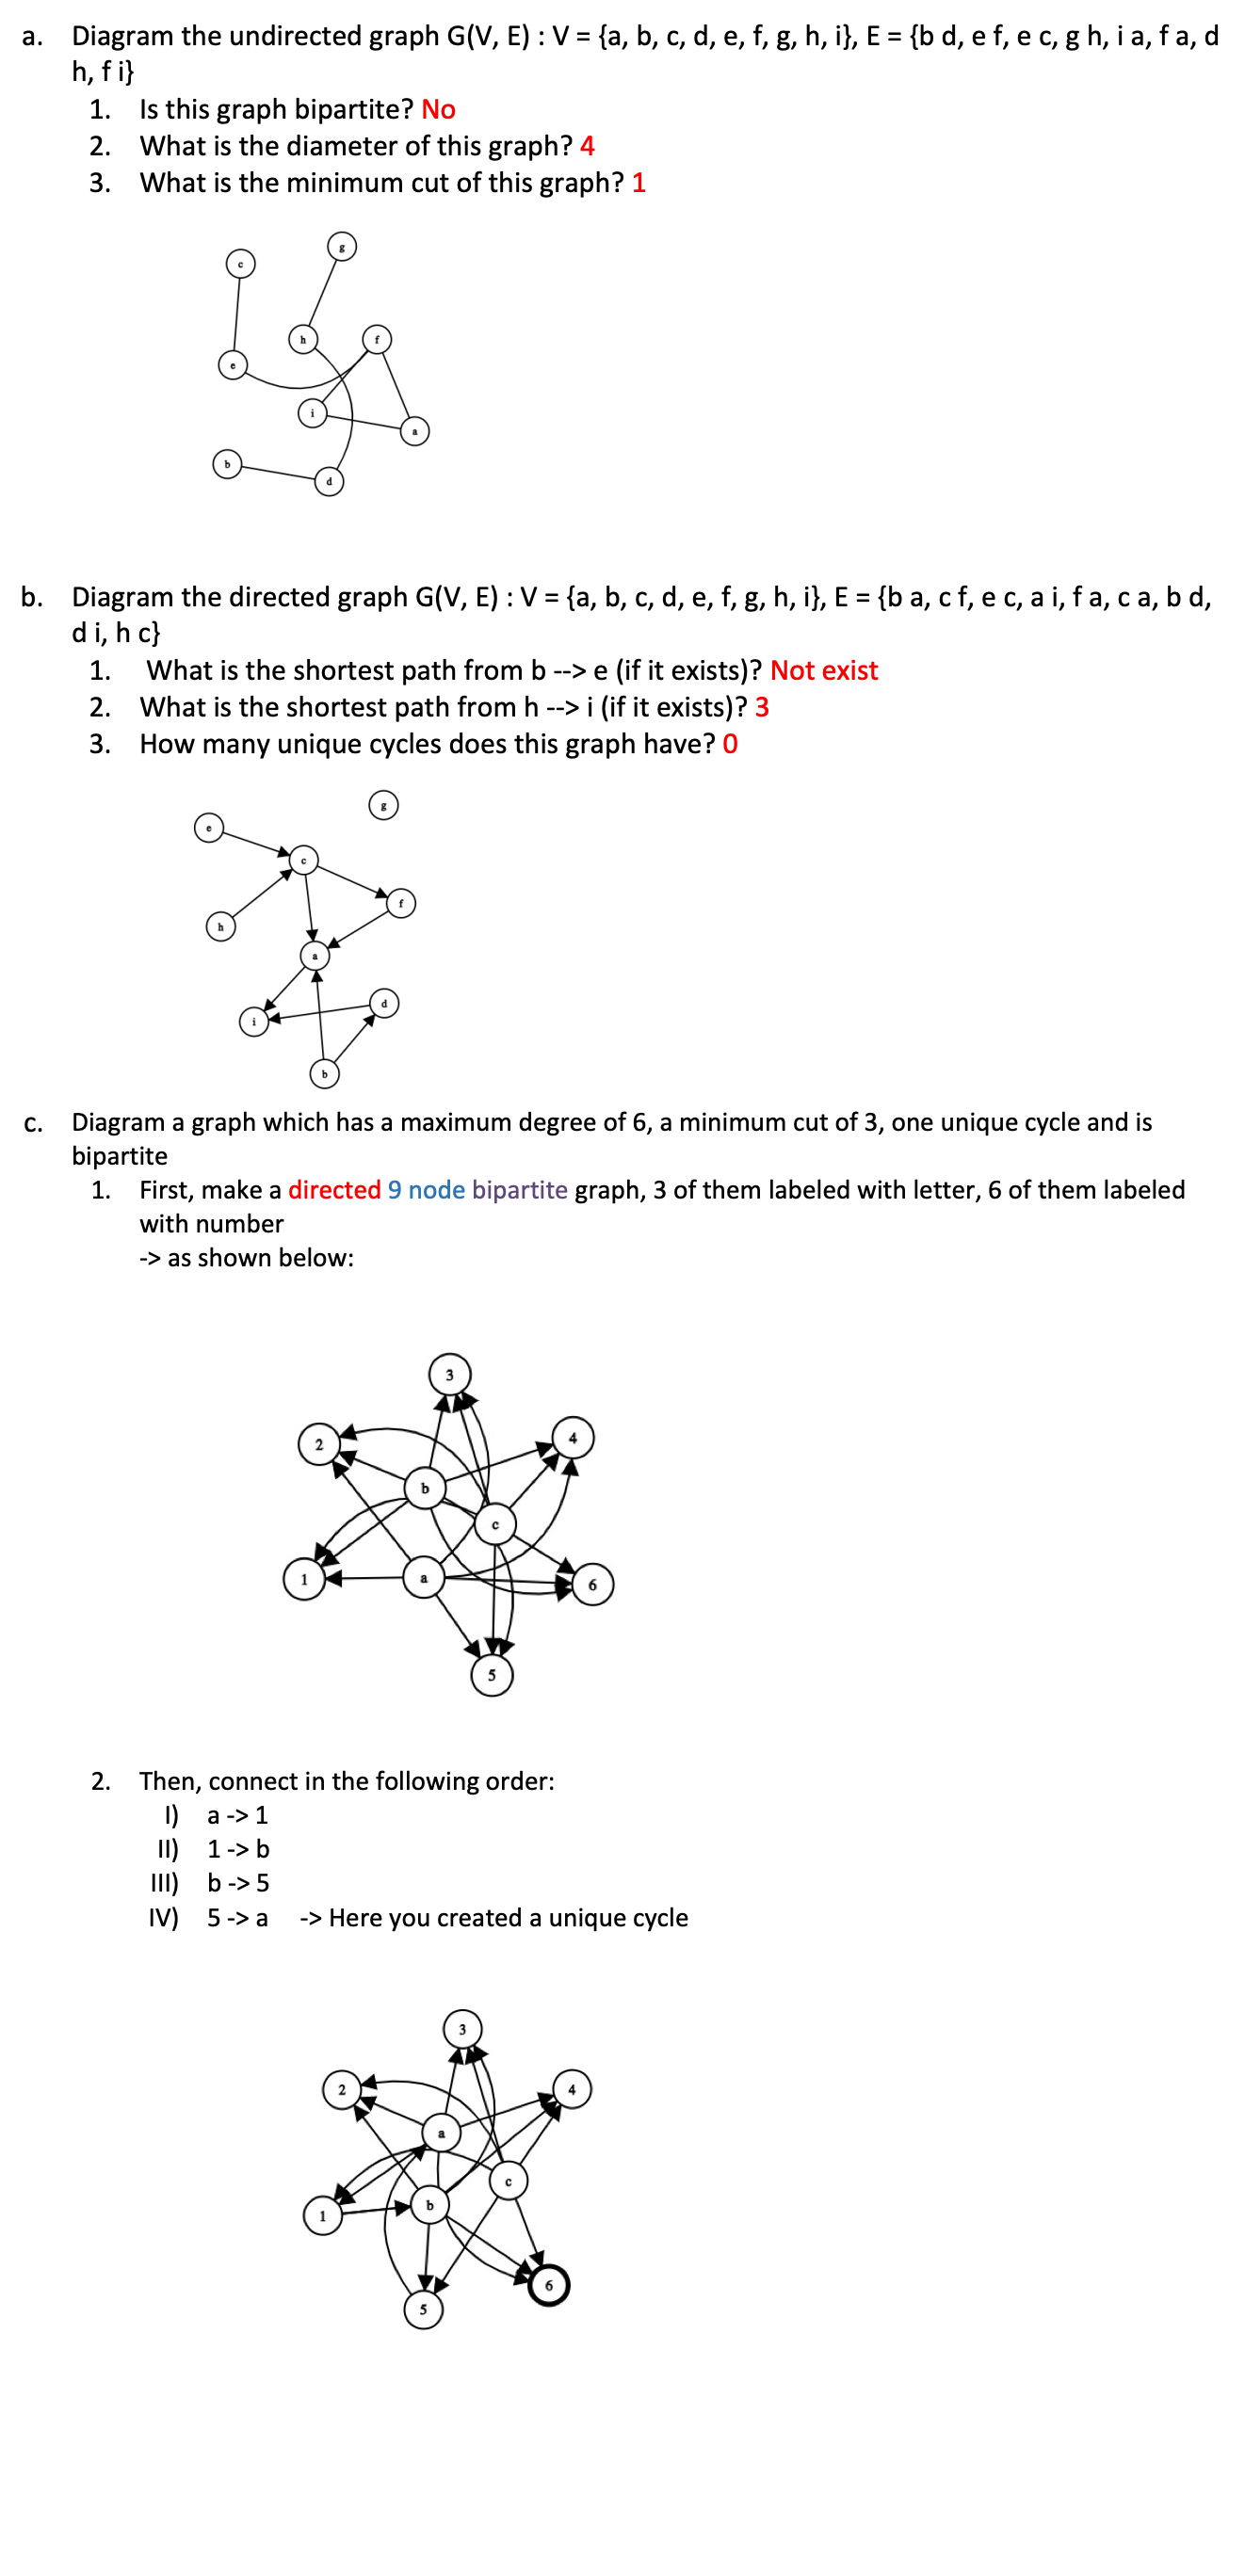 a. Diagram the undirected graph G(V, E) : V = {a, b, c, d, e, f, g, h, i}, E = {b d, e f, e c, g h, i a, f a, d
h, f i}
1. Is this graph bipartite? No
2. What is the diameter of this graph? 4
3. What is the minimum cut of this graph? 1
g
c
h
f
e
i
a
b
d
b. Diagram the directed graph G(V, E) : V = {a, b, c, d, e, f, g, h, i}, E = {b a, c f, e c, a i, f a, c a, b d,
d i, h c}
1. What is the shortest path from b --> e (if it exists)? Not exist
2. What is the shortest path from h --> i (if it exists)? 3
3. How many unique cycles does this graph have? 0
g
e
c
f
h
a
d
i
b
c. Diagram a graph which has a maximum degree of 6, a minimum cut of 3, one unique cycle and is
bipartite
1. First, make a directed 9 node bipartite graph, 3 of them labeled with letter, 6 of them labeled
with number
-> as shown below:
3
4
2
b
c
1
a
6
5
2. Then, connect in the following order:
I) a -> 1
II) 1 -> b
III) b -> 5
IV) 5 -> a -> Here you created a unique cycle
3
2
4
a
c
b
1
6
5